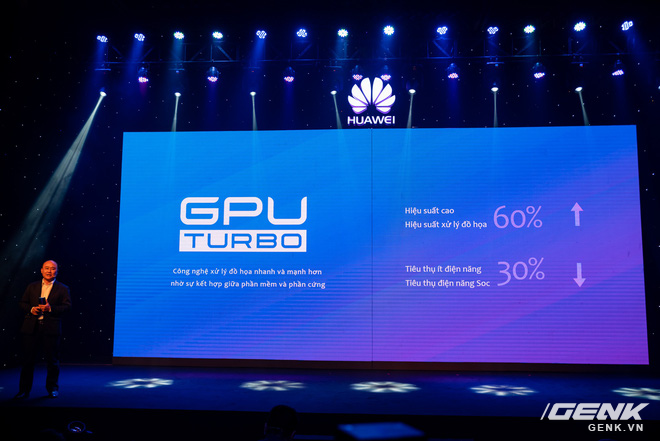 HUAWEI
GPU
TURBO
Công nghệ xử lý đồ họa nhanh và mạnh hơn
nhờ sự kết hợp giữa phần mềm và phần cứng
Hiệu suất cao
Hiệu suất xử lý đồ họa
60%
Tiêu thụ ít điện năng
Tiêu thụ điện năng Soc
30%
GENK
GENK.VN